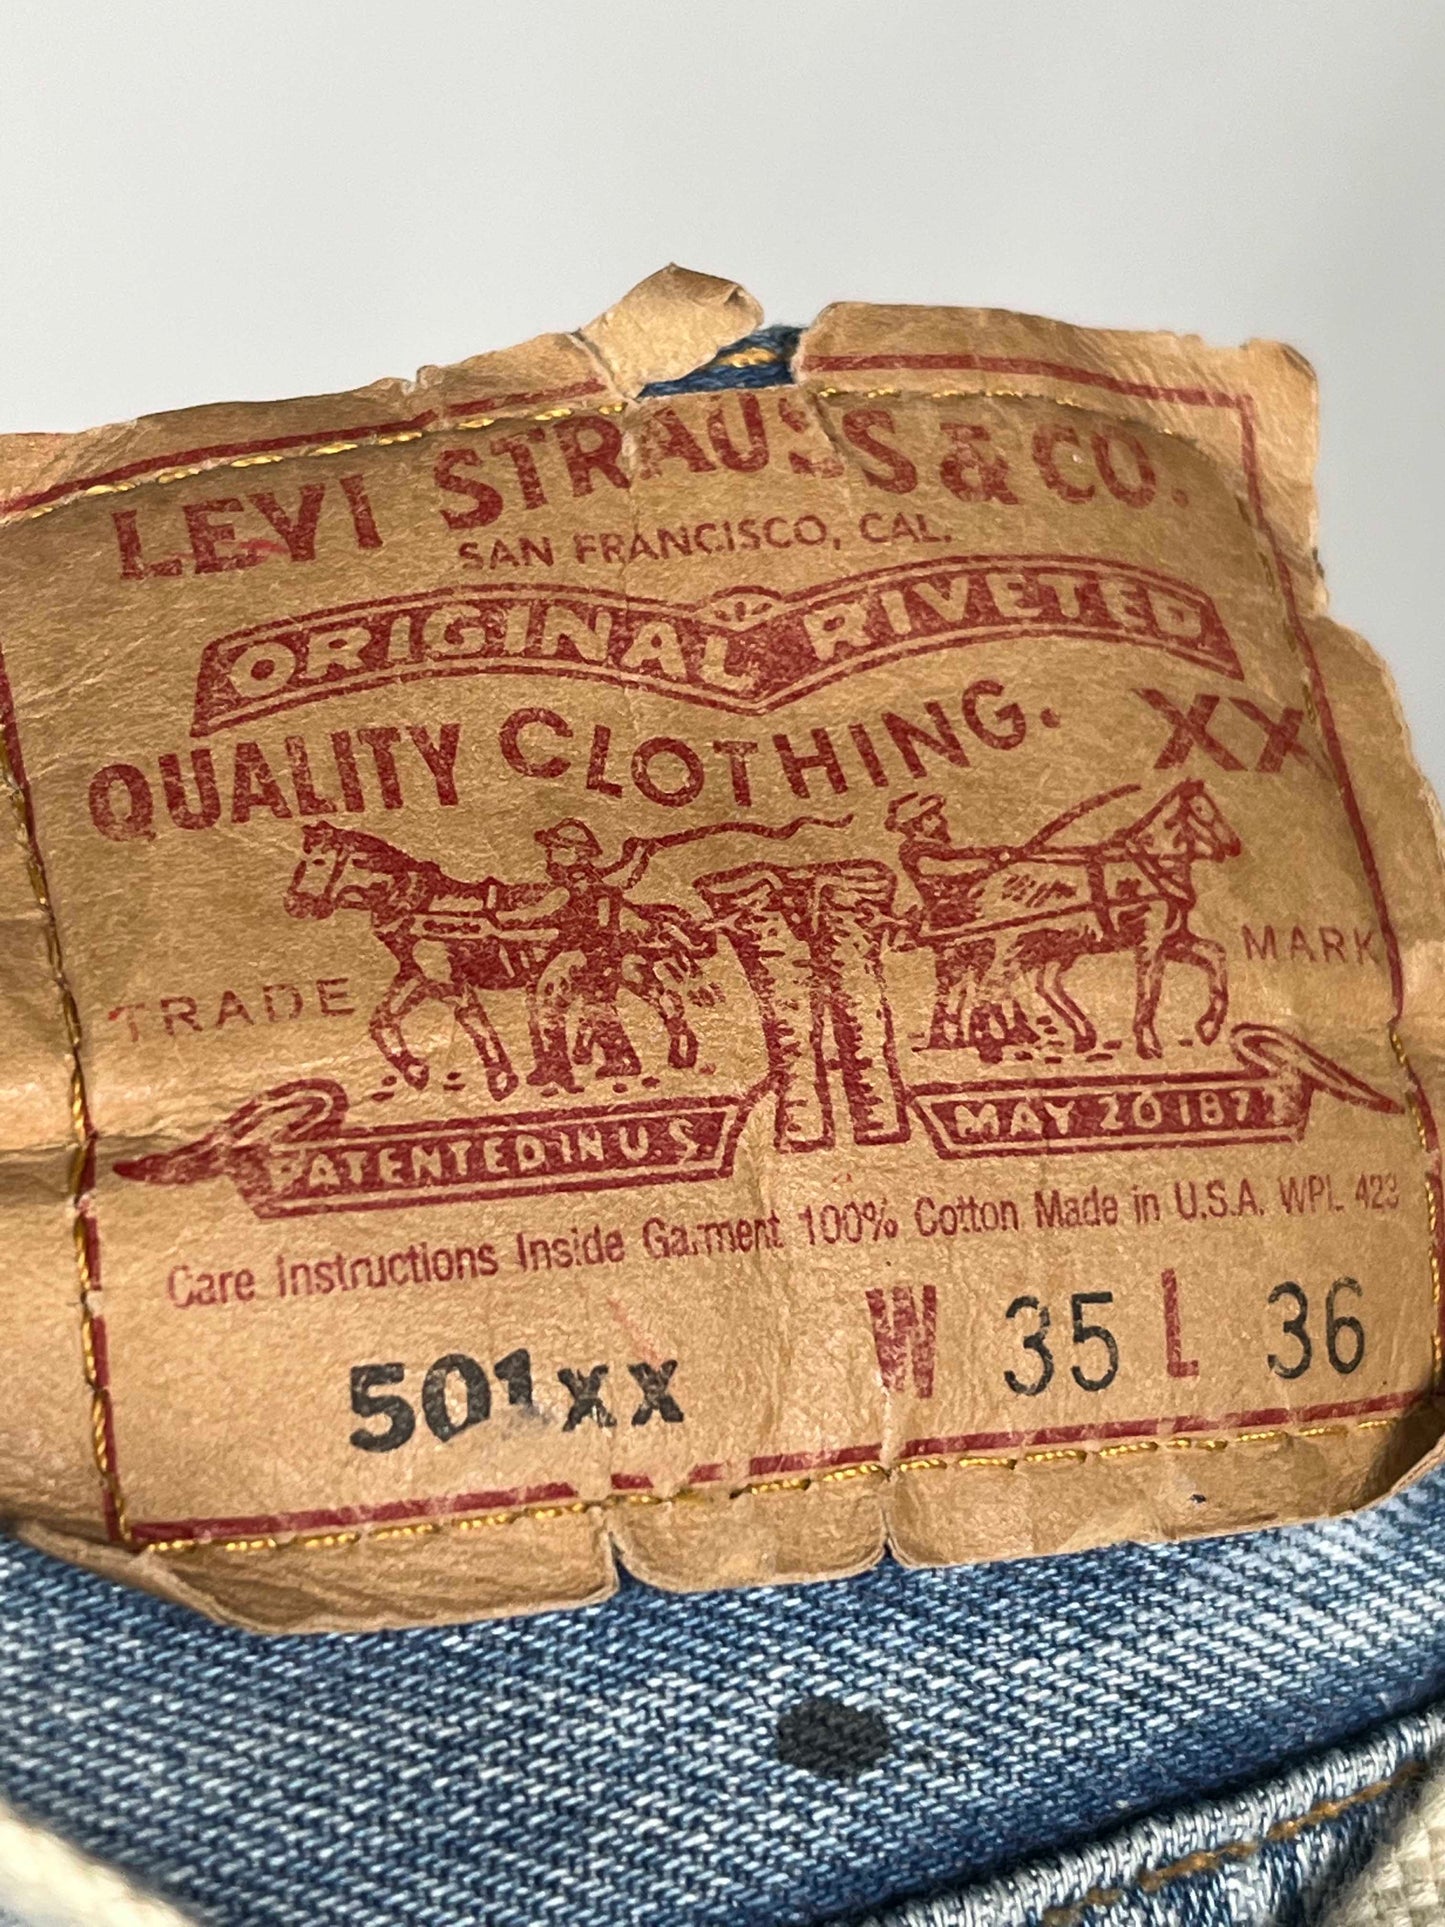 LEVI STRAUSS & CO.
SAN FRANCISCO, CAL.
ORIGINAL RIVETED
QUALITY CLOTHING. XX
TRADE MARK
PATENTED IN U.S. MAY 20 1873
Care Instructions Inside Garment 100% Cotton Made in U.S.A. WPL 423
501xx W 35 L 36